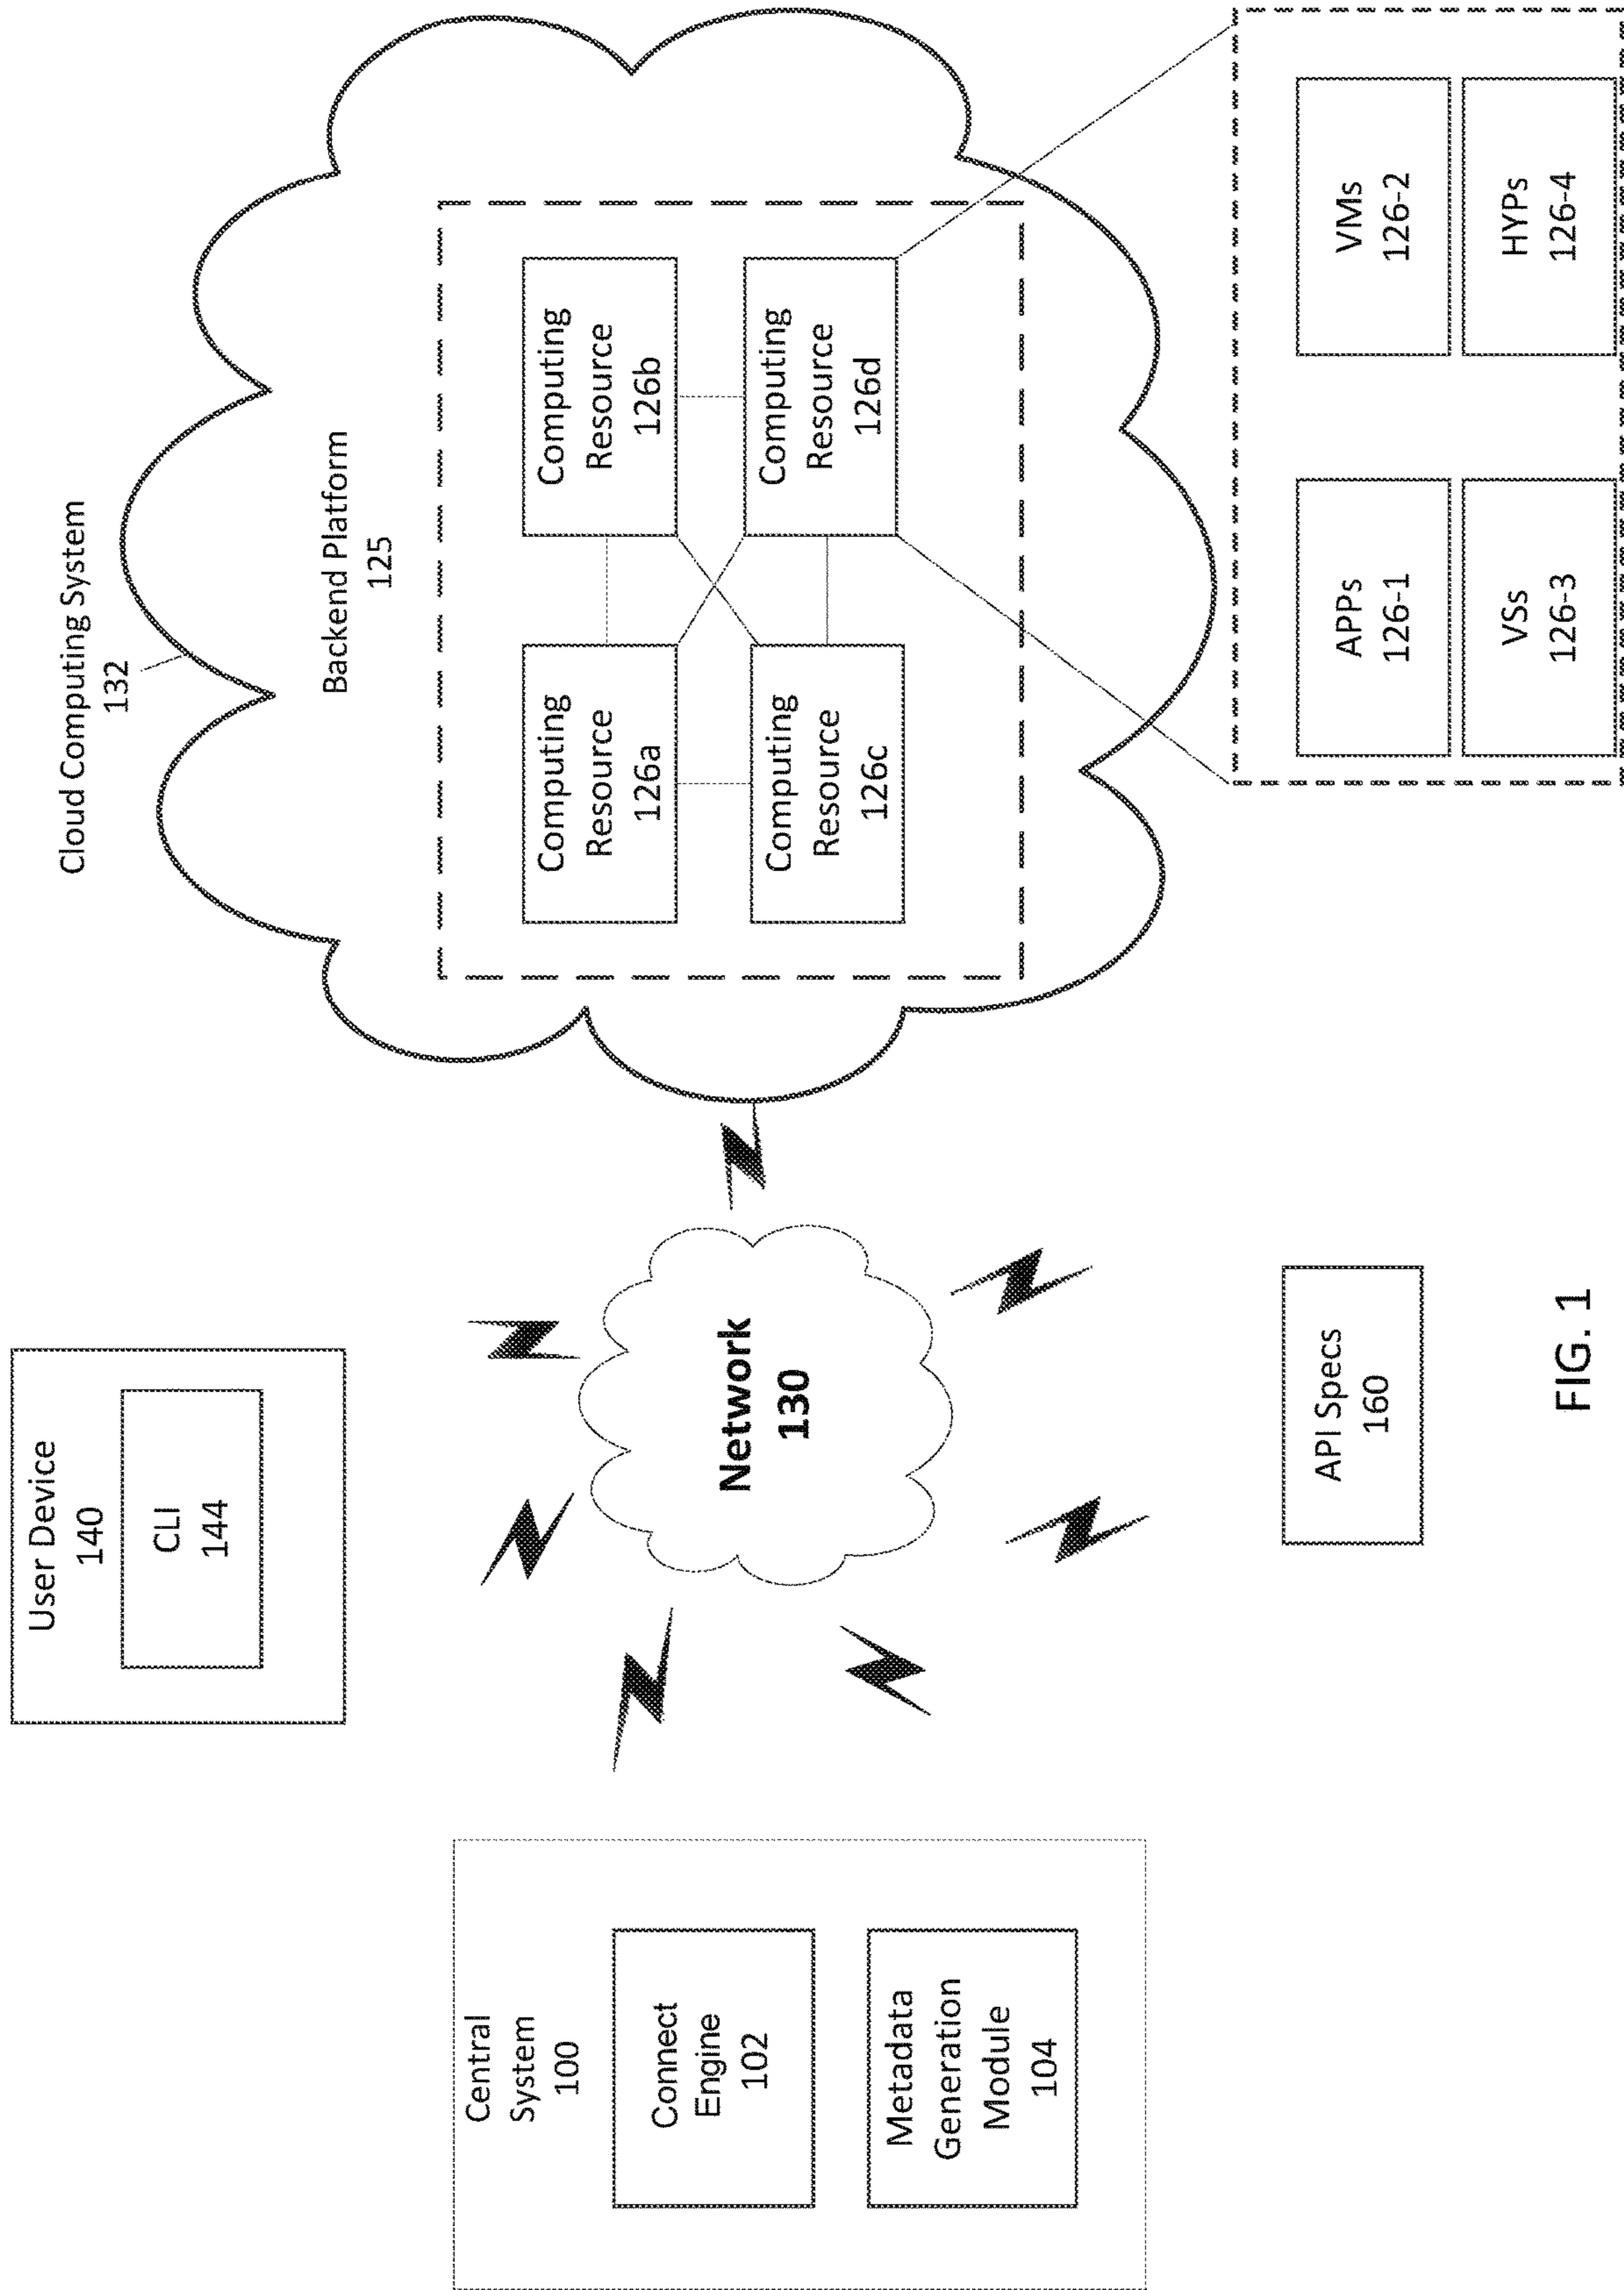 Cloud Computing System
132
User Device
140
CLI
144
Backend Platform
125
Central
System
100
Connect
Engine
102
Metadata
Generation
Module
104
Network
130
Computing
Resource
126a
Computing
Resource
126b
Computing
Resource
126c
Computing
Resource
126d
API Specs
160
APPs
126-1
VMs
126-2
VSs
126-3
HYPs
126-4
FIG. 1